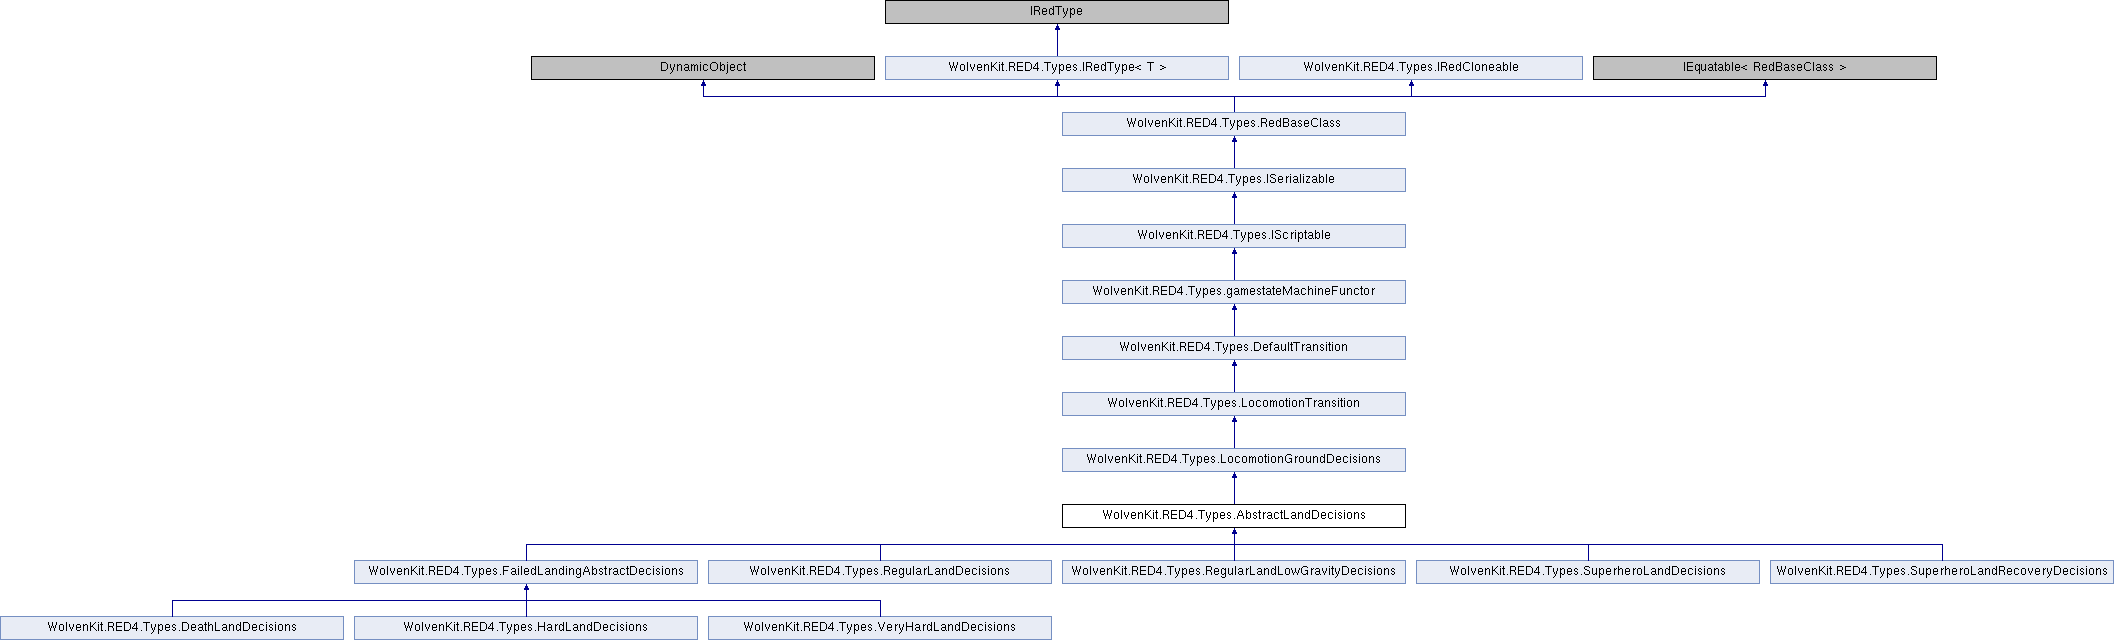 IRedType
DynamicObject
WolvenKit.RED4.Types.IRedType< T >
WolvenKit.RED4.Types.IRedCloneable
IEquatable< RedBaseClass >
WolvenKit.RED4.Types.RedBaseClass
WolvenKit.RED4.Types.ISerializable
WolvenKit.RED4.Types.IScriptable
WolvenKit.RED4.Types.gamestateMachineFunctor
WolvenKit.RED4.Types.DefaultTransition
WolvenKit.RED4.Types.LocomotionTransition
WolvenKit.RED4.Types.LocomotionGroundDecisions
WolvenKit.RED4.Types.AbstractLandDecisions
WolvenKit.RED4.Types.FailedLandingAbstractDecisions
WolvenKit.RED4.Types.RegularLandDecisions
WolvenKit.RED4.Types.RegularLandLowGravityDecisions
WolvenKit.RED4.Types.SuperheroLandDecisions
WolvenKit.RED4.Types.SuperheroLandRecoveryDecisions
WolvenKit.RED4.Types.DeathLandDecisions
WolvenKit.RED4.Types.HardLandDecisions
WolvenKit.RED4.Types.VeryHardLandDecisions